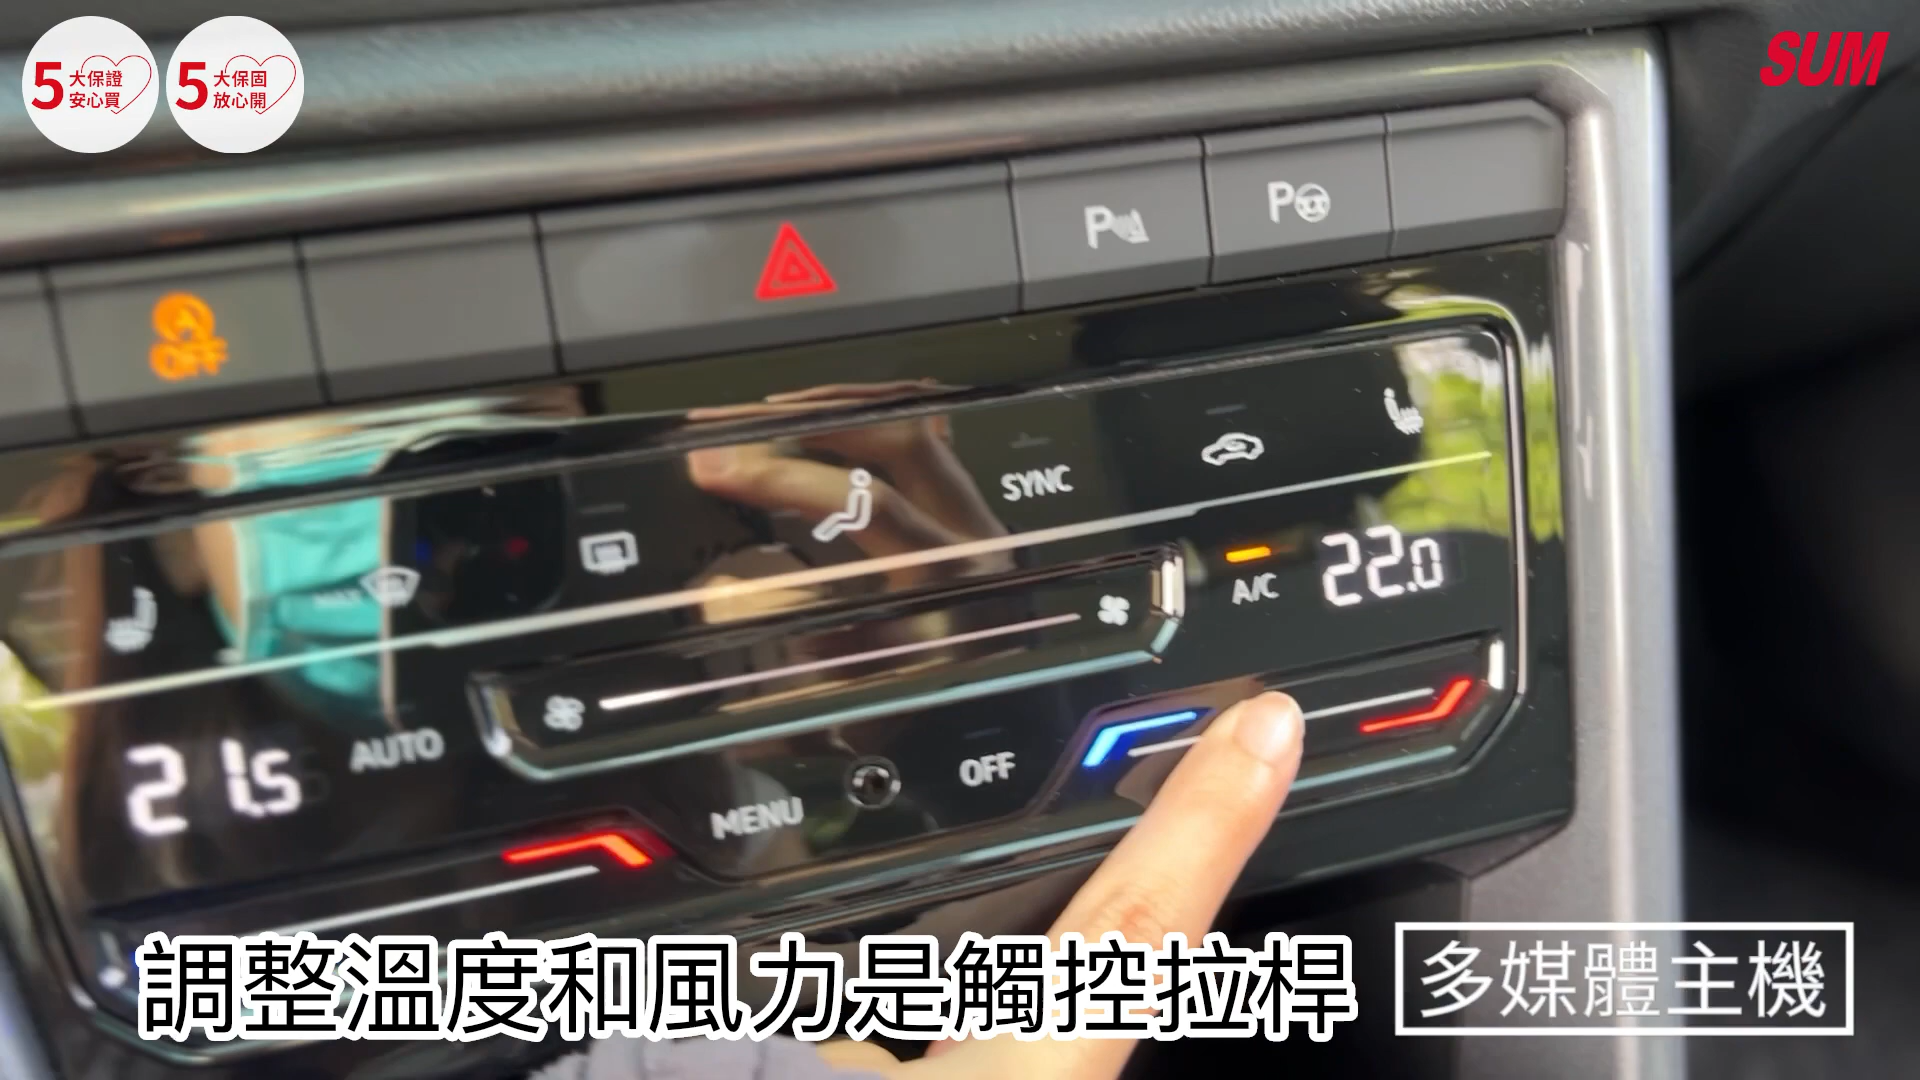 5 大保證
安心買
5 大保固
放心開
SUM
P
P
OFF
SYNC
A/C
22.0
21.5
AUTO
MENU
OFF
調整溫度和風力是觸控拉桿
多媒體主機